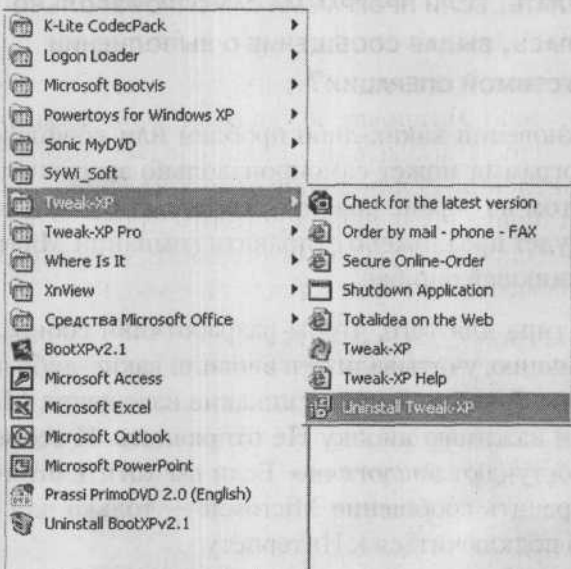 K-Lite CodecPack
Logon Loader
Microsoft Bootvis
Powertoys for Windows XP
Sonic MyDVD
SyWi_Soft
Tweak-XP
Tweak-XP Pro
Where Is It
XnView
Средства Microsoft Office
BootXPv2.1
Microsoft Access
Microsoft Excel
Microsoft Outlook
Microsoft PowerPoint
Prassi PrimoDVD 2.0 (English)
Uninstall BootXPv2.1
Check for the latest version
Order by mail - phone - FAX
Secure Online-Order
Shutdown Application
Totalidea on the Web
Tweak-XP
Tweak-XP Help
Uninstall Tweak-XP